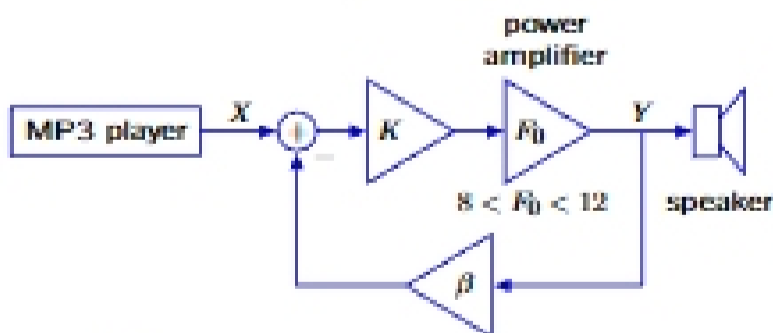 power
amplifier
MP3 player
X
+
−
K
F₀
Y
8 < F₀ < 12
speaker
β